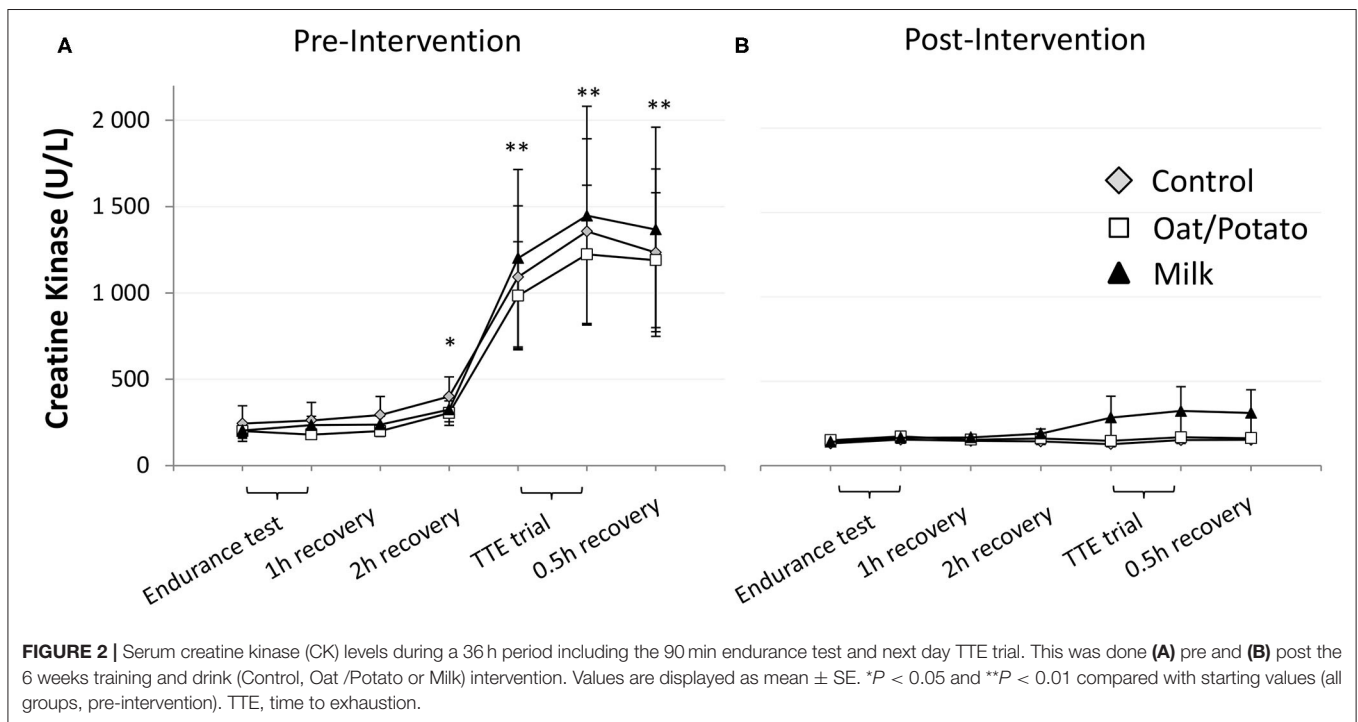 A
Pre-Intervention
Creatine Kinase (U/L)
2 000
1 500
1 000
500
0
*
**
**
**
Endurance test
1h recovery
2h recovery
TTE trial
0.5h recovery
B
Post-Intervention
Control
Oat/Potato
Milk
Endurance test
1h recovery
2h recovery
TTE trial
0.5h recovery
FIGURE 2 | Serum creatine kinase (CK) levels during a 36 h period including the 90 min endurance test and next day TTE trial. This was done (A) pre and (B) post the
6 weeks training and drink (Control, Oat /Potato or Milk) intervention. Values are displayed as mean ± SE. *P < 0.05 and **P < 0.01 compared with starting values (all
groups, pre-intervention). TTE, time to exhaustion.